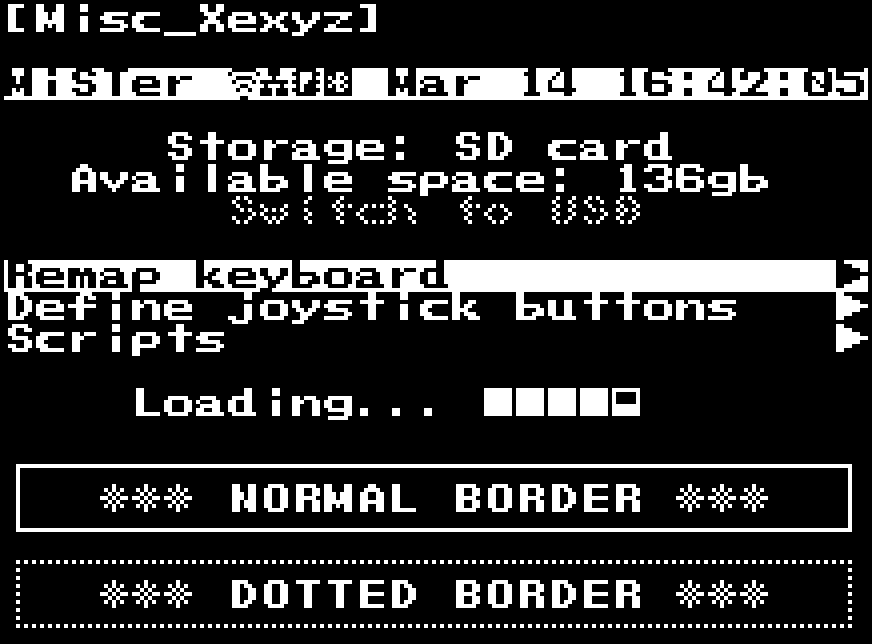 [Misc_Xexyz]
MiSTer Mar 14 16:42:05
Storage: SD card
Available space: 136gb
Switch to USB
Remap keyboard
Define joystick buttons
Scripts
Loading...
*** NORMAL BORDER ***
*** DOTTED BORDER ***